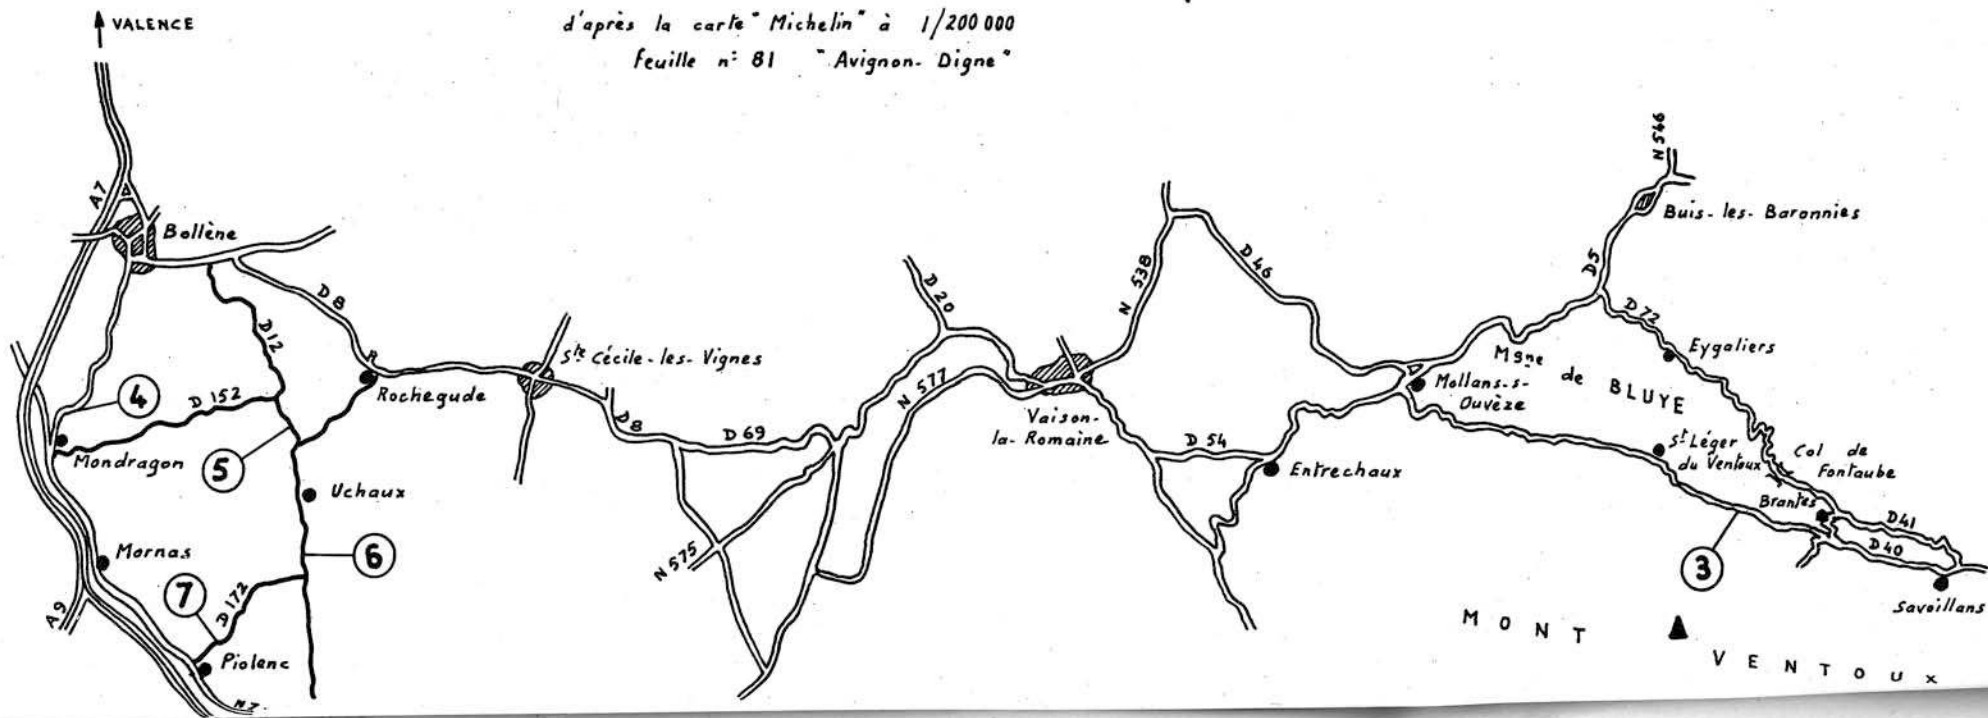 d'après la carte "Michelin" à 1/200 000
feuille n: 81 "Avignon-Digne"
VALENCE
A7
Bollène
D8
D12
D 152
4
5
Mondragon
Rochegude
Ste Cécile-les-Vignes
D8
D 69
D 20
N 577
N 575
Vaison-
la-Romaine
N 538
D 46
D 54
Entrechaux
Mollans-s-
Ouvèze
Mgne de BLUYE
N 546
Buis-les-Baronnies
D5
D 72
Eygaliers
St Léger
du Ventoux
Col de
Fontaube
Brantes
D41
D 40
3
Savoillans
MONT
VENTOUX
Uchaux
6
Mornas
7
D 172
A9
Piolenc
N7